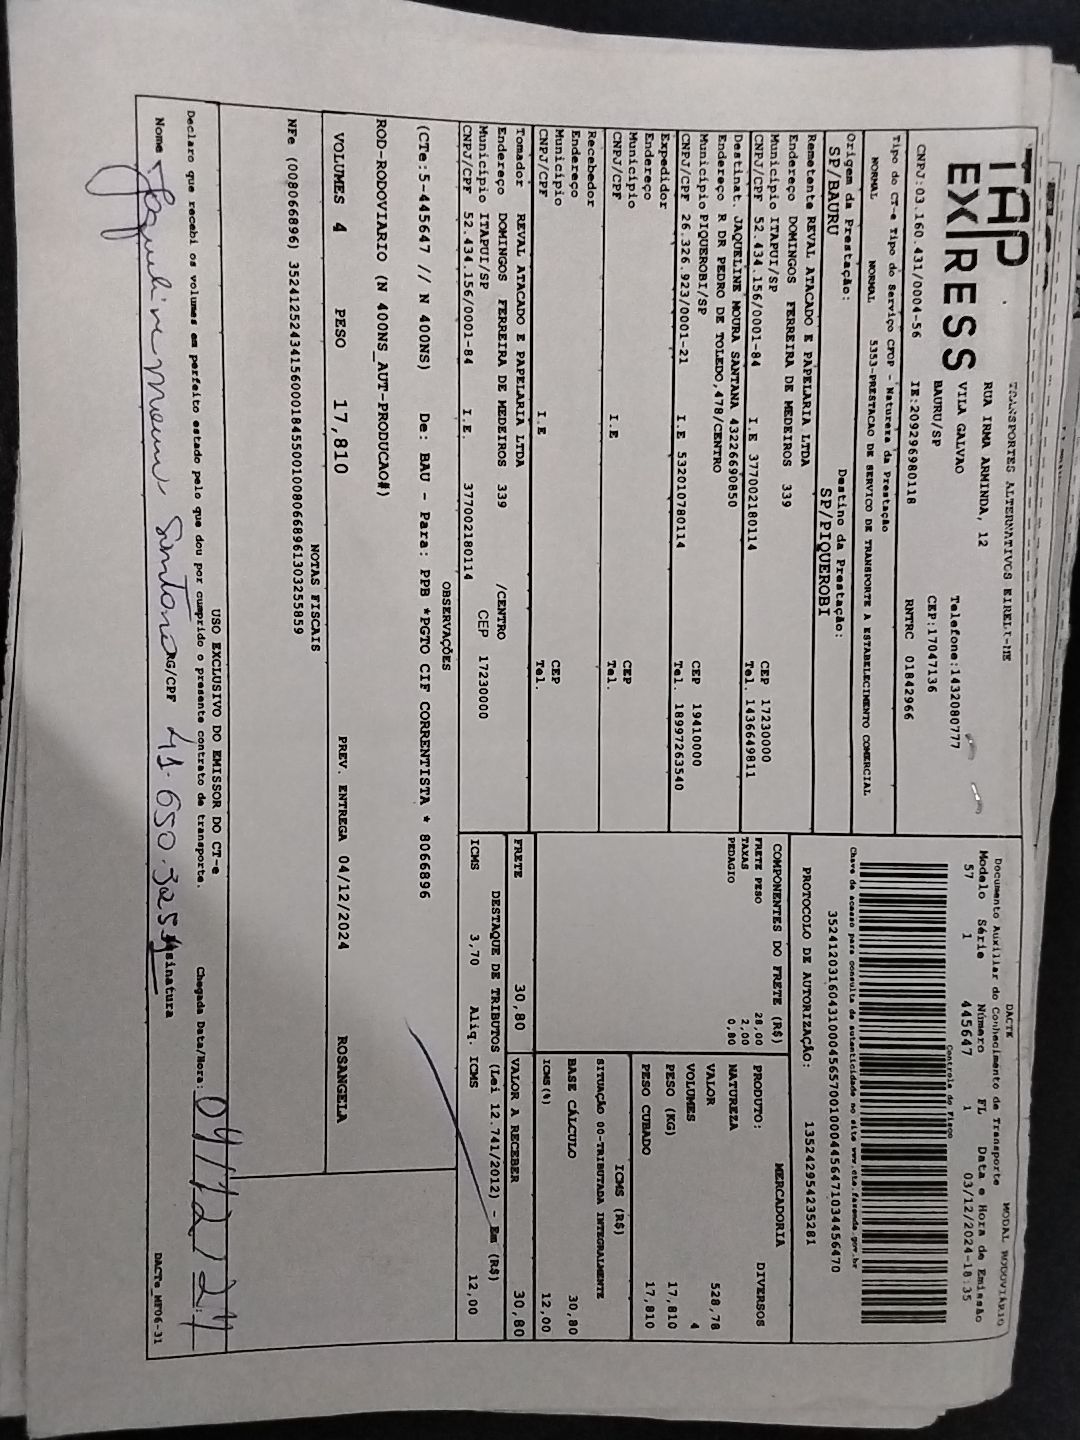 TAP
EXPRESS
TRANSPORTES ALTERNATIVOS EIRELI-ME
RUA IRMA ARMINDA, 12
VILA GALVAO Telefone:1432080777
BAURU/SP CEP:17047136
CNPJ:03.160.431/0004-56 IE:209296980118 RNTRC 01842966
Tipo do CT-e Tipo do Serviço CFOP - Natureza da Prestação
NORMAL NORMAL 5353-PRESTACAO DE SERVICO DE TRANSPORTE A ESTABELECIMENTO COMERCIAL
Origem da Prestação: Destino da Prestação:
SP/BAURU SP/PIQUEROBI
Remetente REVAL ATACADO E PAPELARIA LTDA
Endereço DOMINGOS FERREIRA DE MEDEIROS 339
Município ITAPUI/SP CEP 17230000
CNPJ/CPF 52.434.156/0001-84 I.E 377002180114 Tel. 1436649811
Destinat. JAQUELINE MOURA SANTANA 43226690850
Endereço R DR PEDRO DE TOLEDO,478/CENTRO
Município PIQUEROBI/SP CEP 19410000
CNPJ/CPF 26.326.923/0001-21 I.E 532010780114 Tel. 18997263540
Expedidor
Endereço
Município CEP
CNPJ/CPF I.E Tel.
Recebedor
Endereço
Município CEP
CNPJ/CPF I.E Tel.
Tomador REVAL ATACADO E PAPELARIA LTDA
Endereço DOMINGOS FERREIRA DE MEDEIROS 339 /CENTRO
Município ITAPUI/SP CEP 17230000
CNPJ/CPF 52.434.156/0001-84 I.E. 377002180114
DACTE MODAL RODOVIÁRIO
Documento Auxiliar do Conhecimento de Transporte
Modelo Série Número FL Data e Hora de Emissão
57 1 445647 1 03/12/2024-18:35
Controle do Fisco
Chave de acesso para consulta de autenticidade no site www.cte.fazenda.gov.br
35241203160431000456570010004456471034456470
PROTOCOLO DE AUTORIZAÇÃO: 135242954235281
COMPONENTES DO FRETE (R$)
FRETE PESO 28,00
TAXAS 2,00
PEDAGIO 0,80
MERCADORIA
PRODUTO: DIVERSOS
NATUREZA
VALOR 528,78
VOLUMES 4
PESO (KG) 17,810
PESO CUBADO 17,810
ICMS (R$)
SITUAÇÃO 00-TRIBUTADA INTEGRALMENTE
BASE CÁLCULO 30,80
ICMS(%) 12,00
FRETE 30,80 VALOR A RECEBER 30,80
DESTAQUE DE TRIBUTOS (Lei 12.741/2012) - Em (R$)
ICMS 3,70 Aliq. ICMS 12,00
OBSERVAÇÕES
(CTe:5-445647 // N 400NS) De: BAU - Para: PPB *PGTO CIF CORRENTISTA * 8066896
ROD-RODOVIARIO (N 400NS_AUT-PRODUCAO#)
VOLUMES 4 PESO 17,810 PREV. ENTREGA 04/12/2024 ROSANGELA
NOTAS FISCAIS
NFe (008066896) 35241252434156000184550010080668961303255859
USO EXCLUSIVO DO EMISSOR DO CT-e
Declaro que recebi os volumes em perfeito estado pelo que dou por cumprido o presente contrato de transporte. Chegada Data/Hora: 04/12/24
Nome Jaqueline Moura Santana RG/CPF 41.650.325 Assinatura
DACTe_MF06-31